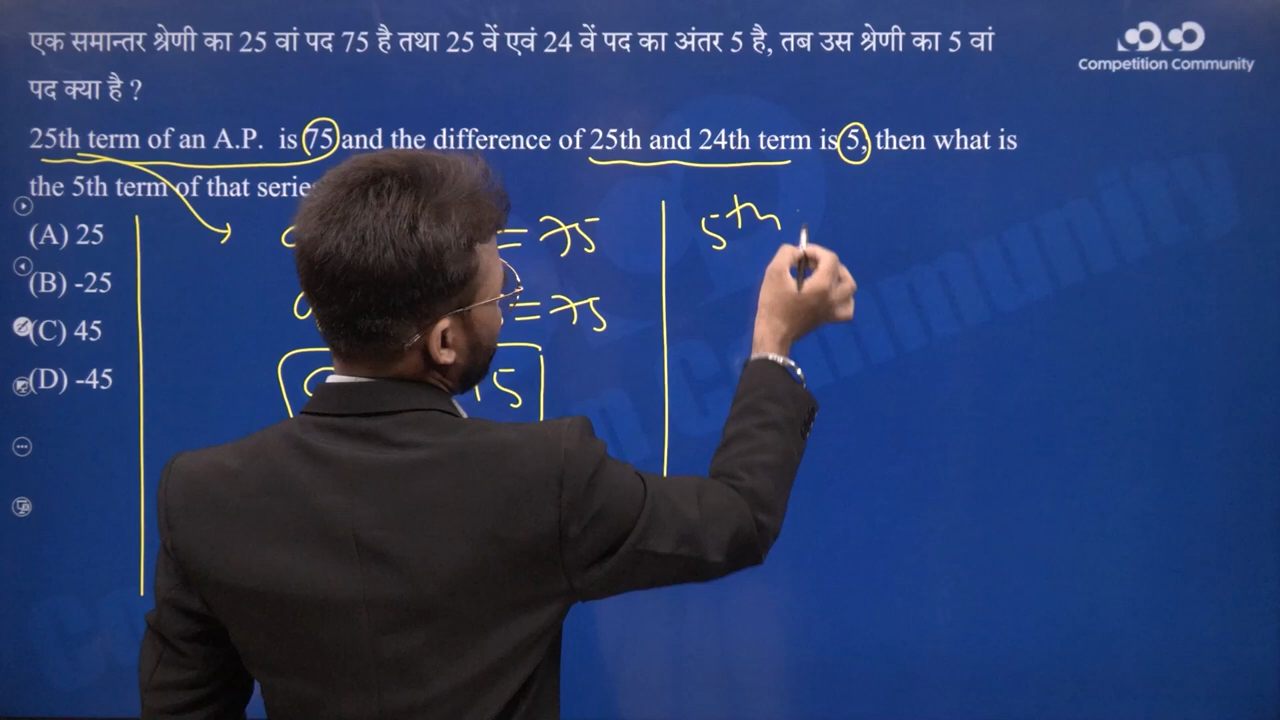 एक समान्तर श्रेणी का 25 वां पद 75 है तथा 25 वें एवं 24 वें पद का अंतर 5 है, तब उस श्रेणी का 5 वां
पद क्या है ?
Competition Community
25th term of an A.P. is 75 and the difference of 25th and 24th term is 5, then what is
the 5th term of that
(A) 25
(B) -25
(C) 45
(D) -45
= 75
= 75
5th